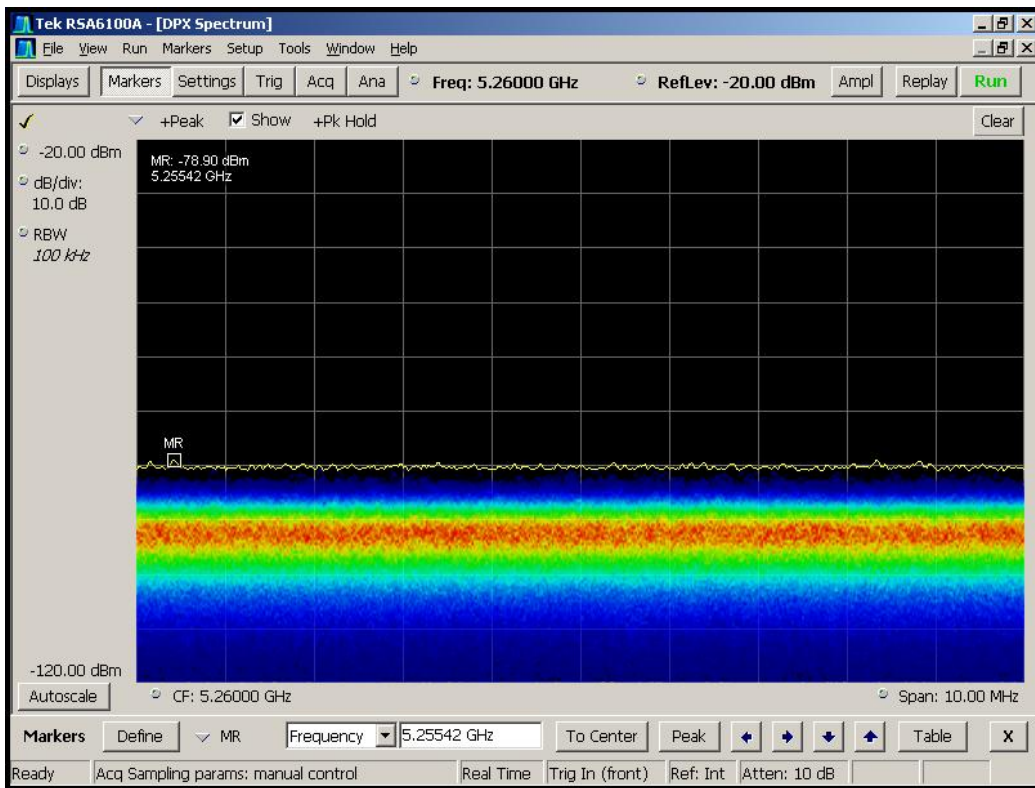 Tek RSA6100A - [DPX Spectrum]
File View Run Markers Setup Tools Window Help
Displays Markers Settings Trig Acq Ana Freq: 5.26000 GHz RefLev: -20.00 dBm Ampl Replay Run
+Peak Show +Pk Hold Clear
-20.00 dBm
dB/div:
10.0 dB
RBW
100 kHz
MR: -78.90 dBm
5.25542 GHz
MR
-120.00 dBm
Autoscale CF: 5.26000 GHz Span: 10.00 MHz
Markers Define MR Frequency 5.25542 GHz To Center Peak Table X
Ready Acq Sampling params: manual control Real Time Trig In (front) Ref: Int Atten: 10 dB